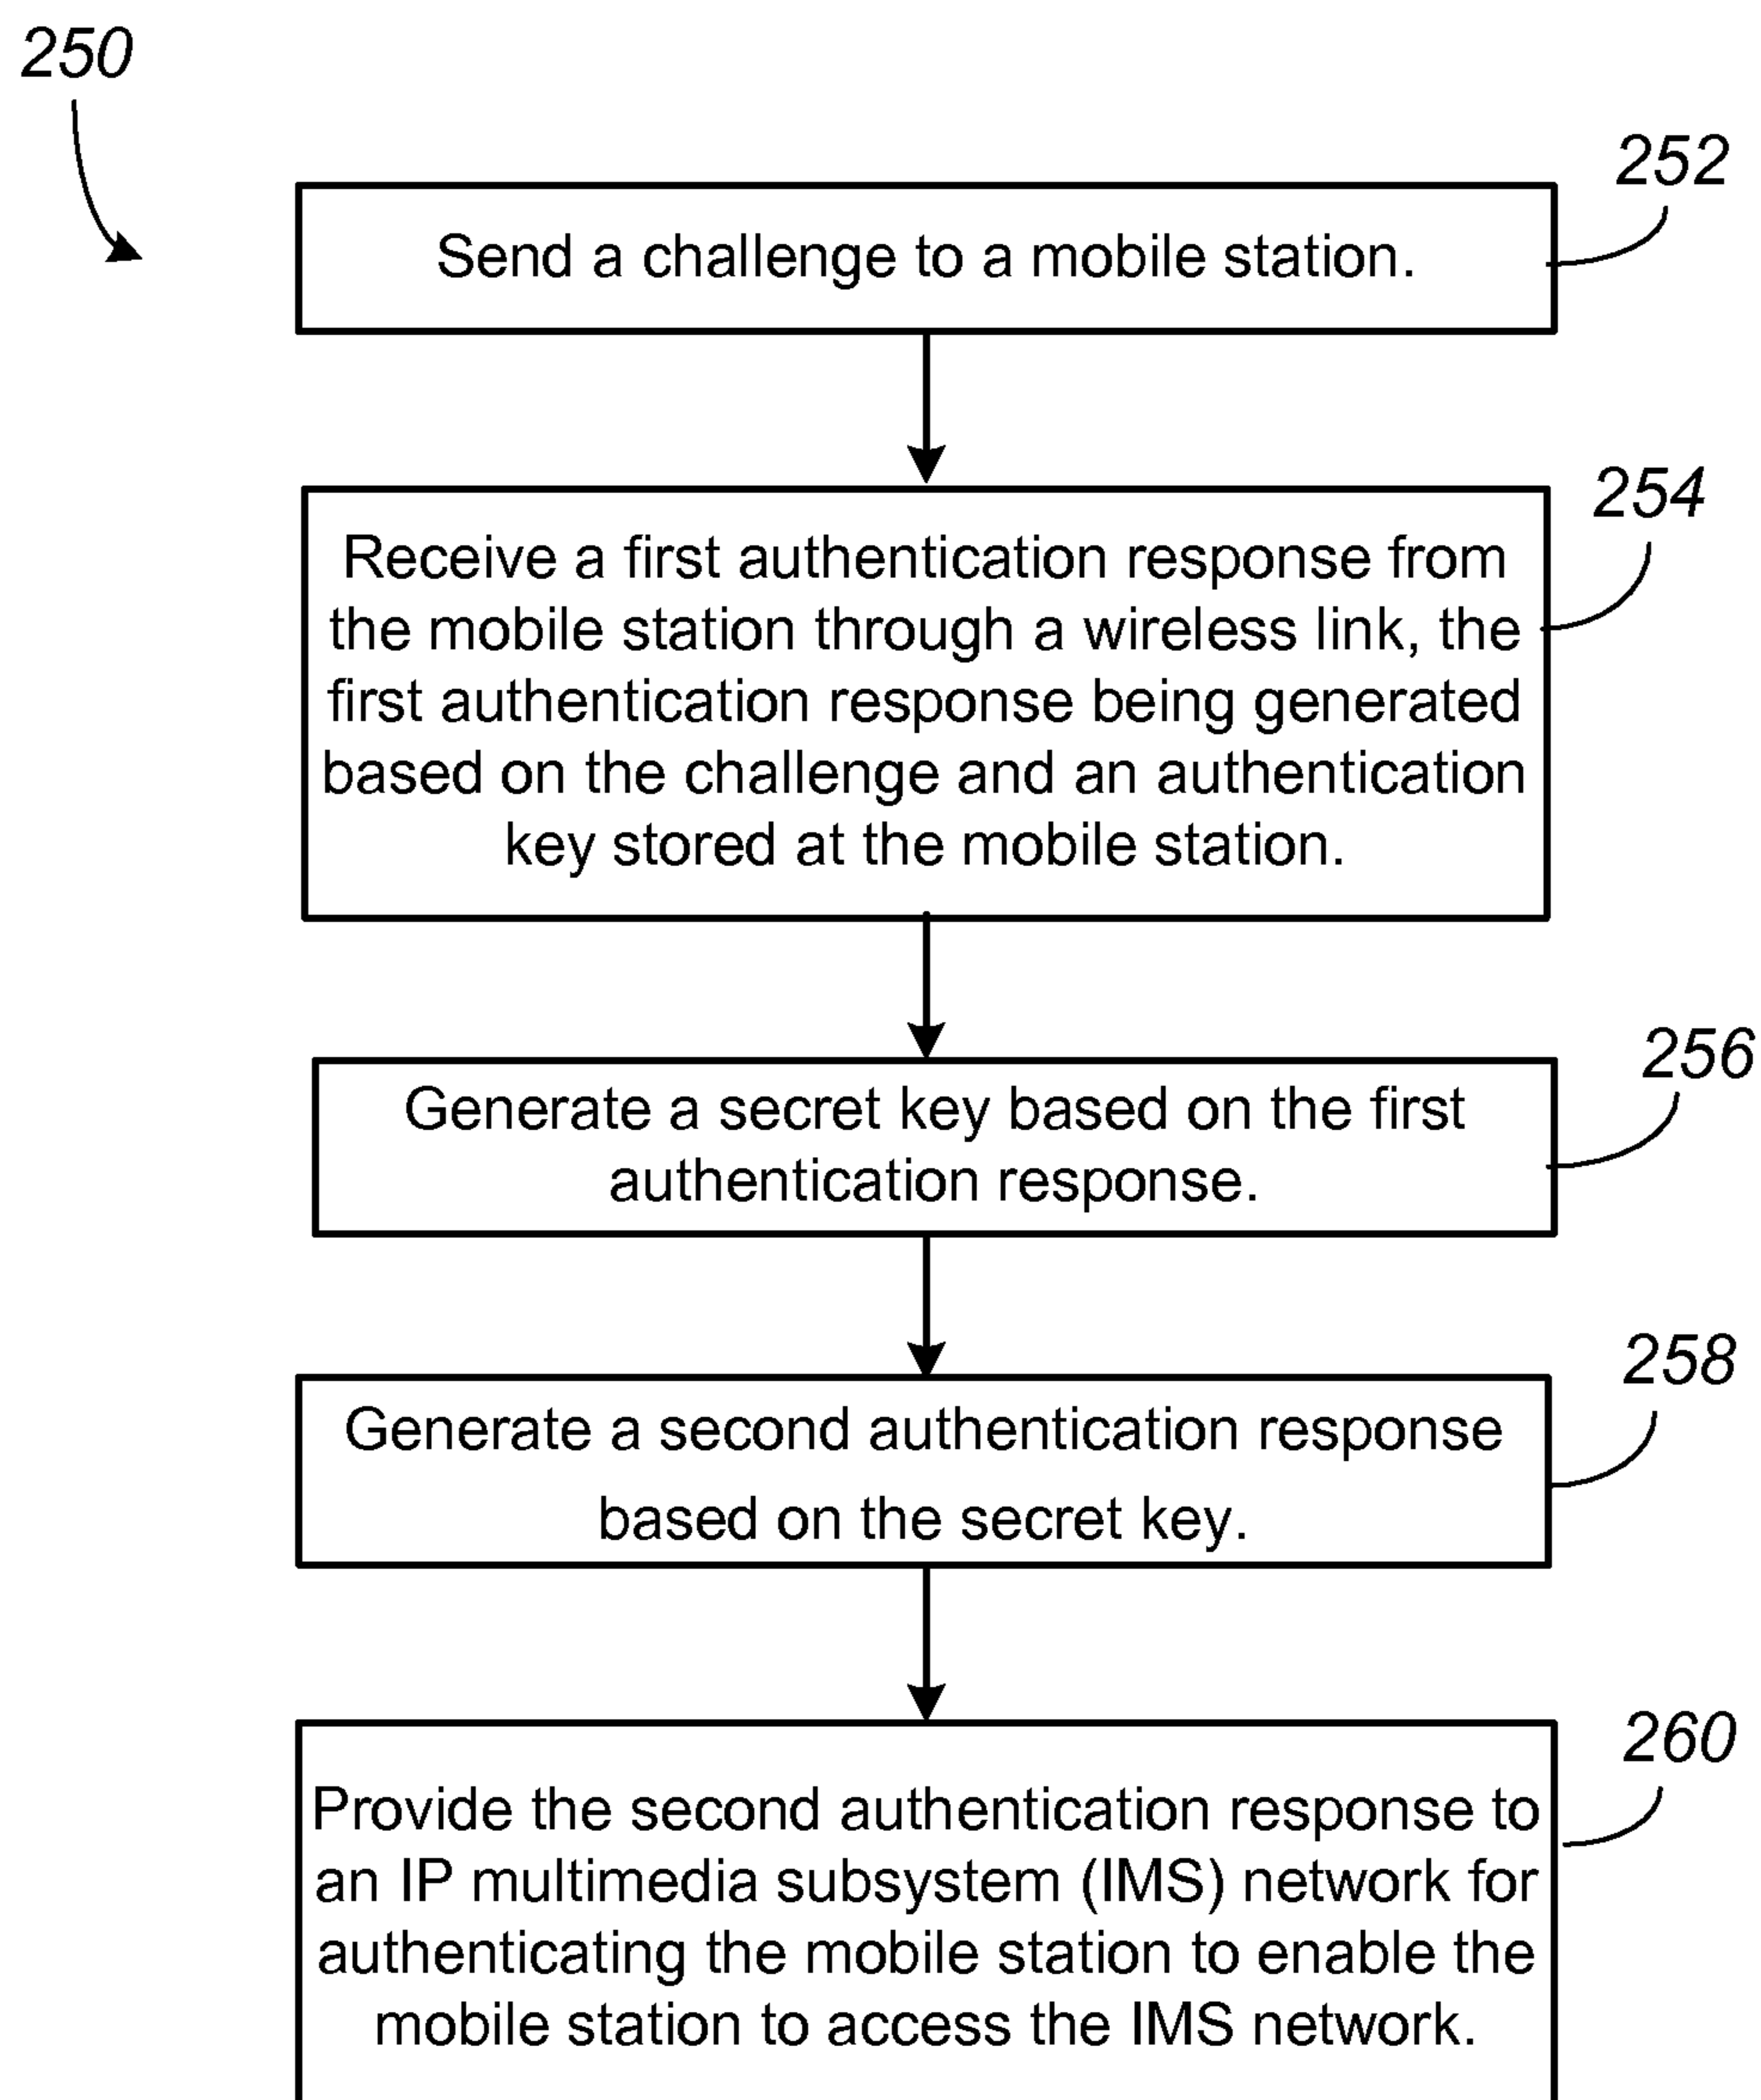 250
252
Send a challenge to a mobile station.
254
Receive a first authentication response from
the mobile station through a wireless link, the
first authentication response being generated
based on the challenge and an authentication
key stored at the mobile station.
256
Generate a secret key based on the first
authentication response.
258
Generate a second authentication response
based on the secret key.
260
Provide the second authentication response to
an IP multimedia subsystem (IMS) network for
authenticating the mobile station to enable the
mobile station to access the IMS network.